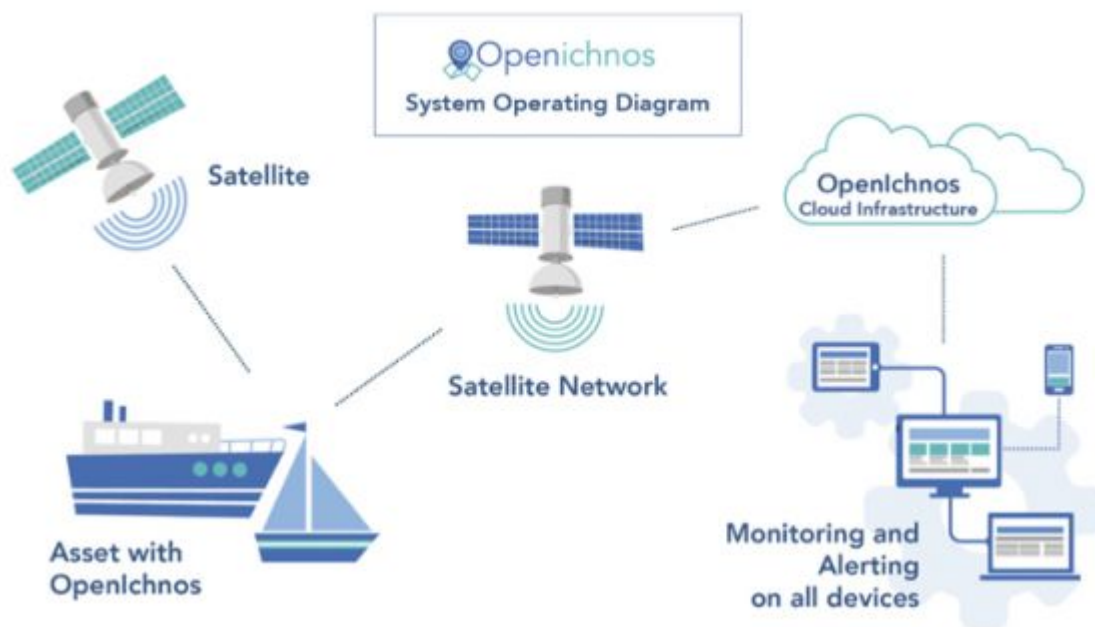 Openichnos
System Operating Diagram
Satellite
OpenIchnos
Cloud Infrastructure
Satellite Network
Asset with
OpenIchnos
Monitoring and
Alerting
on all devices